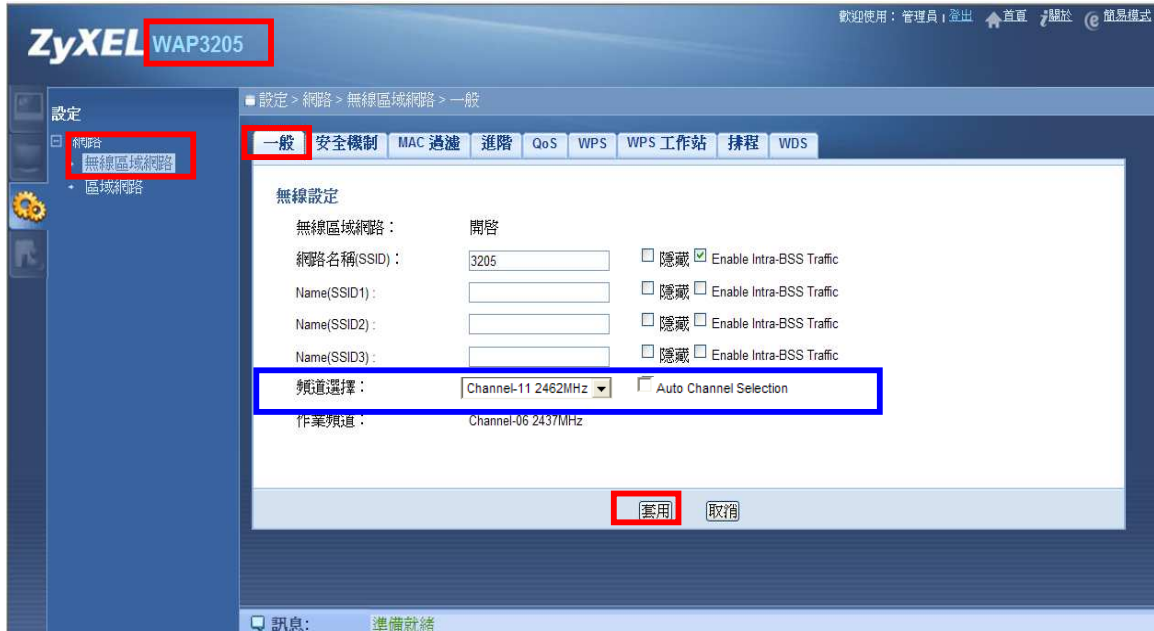 歡迎使用：管理員 | 登出 首頁 關於 簡易模式
ZyXEL WAP3205
設定 > 網路 > 無線區域網路 > 一般
設定
網路
無線區域網路
區域網路
一般 安全機制 MAC 過濾 進階 QoS WPS WPS 工作站 排程 WDS
無線設定
無線區域網路： 開啓
網路名稱(SSID)： 3205 隱藏 Enable Intra-BSS Traffic
Name(SSID1) : 隱藏 Enable Intra-BSS Traffic
Name(SSID2) : 隱藏 Enable Intra-BSS Traffic
Name(SSID3) : 隱藏 Enable Intra-BSS Traffic
頻道選擇： Channel-11 2462MHz Auto Channel Selection
作業頻道： Channel-06 2437MHz
套用 取消
訊息: 準備就緒